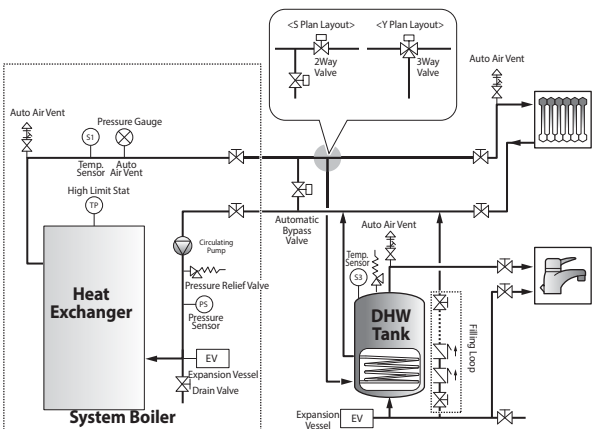 <S Plan Layout>
<Y Plan Layout>
2Way
Valve
3Way
Valve
Auto Air Vent
Auto Air Vent
Pressure Gauge
S1
Temp.
Sensor
Auto
Air Vent
High Limit Stat
TP
Circulating
Pump
Pressure Relief Valve
PS
Pressure
Sensor
EV
Expansion Vessel
Drain Valve
Heat
Exchanger
System Boiler
Automatic
Bypass
Valve
Auto Air Vent
Temp.
Sensor
S3
DHW
Tank
Filling Loop
Expansion
Vessel
EV